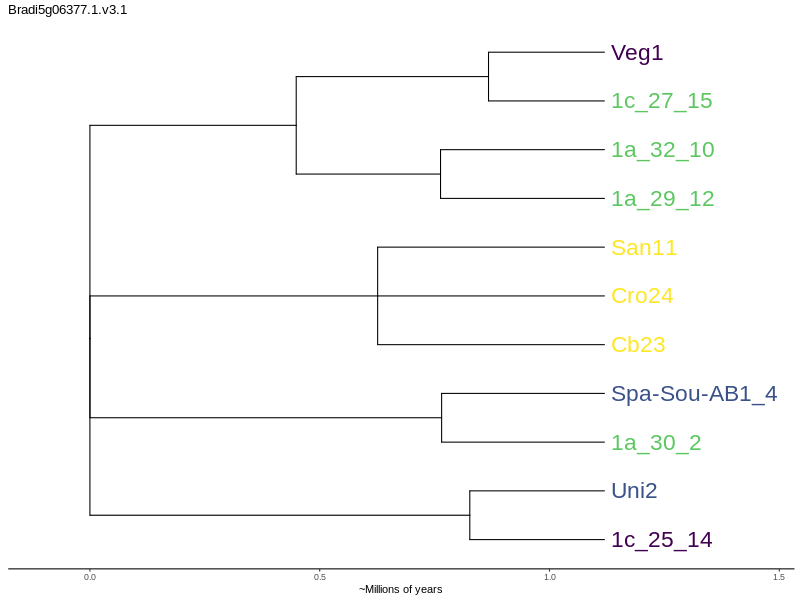 Bradi5g06377.1.v3.1
Veg1
1c_27_15
1a_32_10
1a_29_12
San11
Cro24
Cb23
Spa-Sou-AB1_4
1a_30_2
Uni2
1c_25_14
0.0 0.5 1.0 1.5
~Millions of years